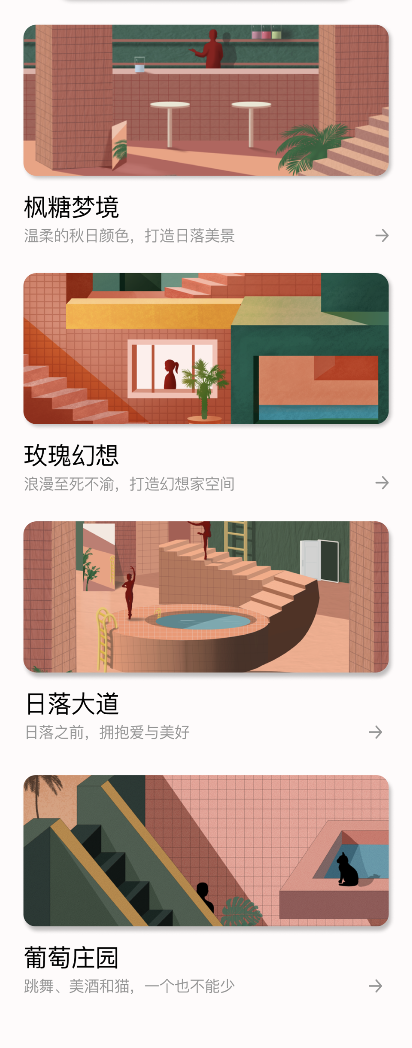 枫糖梦境
温柔的秋日颜色，打造日落美景
玫瑰幻想
浪漫至死不渝，打造幻想家空间
日落大道
日落之前，拥抱爱与美好
葡萄庄园
跳舞、美酒和猫，一个也不能少